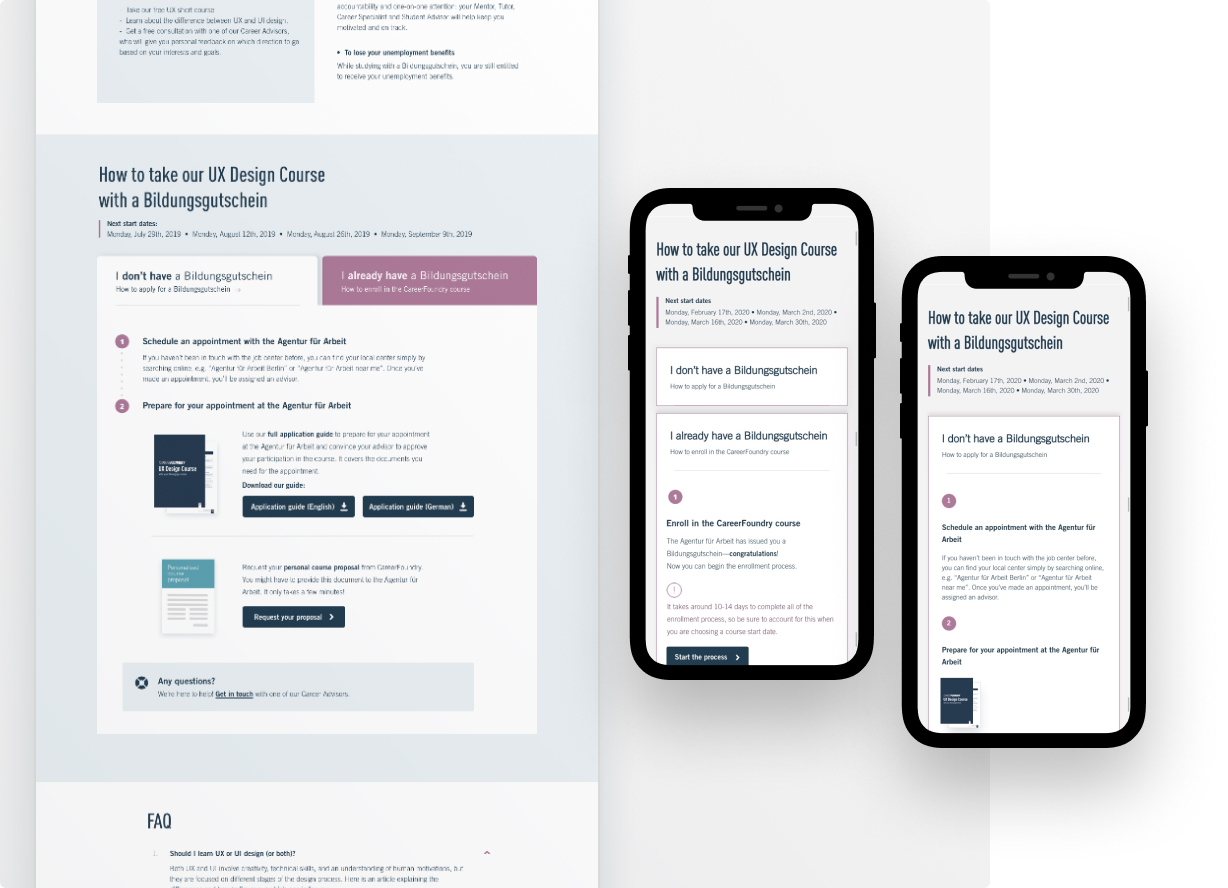 Take our free UX short course
- Learn about the difference between UX and UI design.
- Get a free consultation with one of our Career Advisors,
who will give you personal feedback on which direction to go
based on your interests and goals.
accountability and one-on-one attention: your Mentor, Tutor,
Career Specialist and Student Advisor will help keep you
motivated and on track.
• To lose your unemployment benefits
While studying with a Bildungsgutschein, you are still entitled
to receive your unemployment benefits.
How to take our UX Design Course
with a Bildungsgutschein
Next start dates:
Monday, July 29th, 2019 • Monday, August 12th, 2019 • Monday, August 26th, 2019 • Monday, September 9th, 2019
I don't have a Bildungsgutschein
How to apply for a Bildungsgutschein →
I already have a Bildungsgutschein
How to enroll in the CareerFoundry course
1
Schedule an appointment with the Agentur für Arbeit
If you haven't been in touch with the job center before, you can find your local center simply by
searching online, e.g. "Agentur für Arbeit Berlin" or "Agentur für Arbeit near me". Once you've
made an appointment, you'll be assigned an advisor.
2
Prepare for your appointment at the Agentur für Arbeit
UX Design Course
Use our full application guide to prepare for your appointment
at the Agentur für Arbeit and convince your advisor to approve
your participation in the course. It covers the documents you
need for the appointment.
Download our guide:
Application guide (English)
Application guide (German)
Personalised
course
proposal
Request your personal course proposal from CareerFoundry.
You might have to provide this document to the Agentur für
Arbeit. It only takes a few minutes!
Request your proposal
Any questions?
We're here to help! Get in touch with one of our Career Advisors.
FAQ
1. Should I learn UX or UI design (or both)?
Both UX and UI involve creativity, technical skills, and an understanding of human motivations, but
they are focused on different stages of the design process. Here is an article explaining the
How to take our UX Design Course
with a Bildungsgutschein
Next start dates
Monday, February 17th, 2020 • Monday, March 2nd, 2020 •
Monday, March 16th, 2020 • Monday, March 30th, 2020
I don't have a Bildungsgutschein
How to apply for a Bildungsgutschein
I already have a Bildungsgutschein
How to enroll in the CareerFoundry course
1
Enroll in the CareerFoundry course
The Agentur für Arbeit has issued you a
Bildungsgutschein—congratulations!
Now you can begin the enrollment process.
!
It takes around 10-14 days to complete all of the
enrollment process, so be sure to account for this when
you are choosing a course start date.
Start the process
How to take our UX Design Course
with a Bildungsgutschein
Next start dates
Monday, February 17th, 2020 • Monday, March 2nd, 2020 •
Monday, March 16th, 2020 • Monday, March 30th, 2020
I don't have a Bildungsgutschein
How to apply for a Bildungsgutschein
1
Schedule an appointment with the Agentur für
Arbeit
If you haven't been in touch with the job center before,
you can find your local center simply by searching online,
e.g. "Agentur für Arbeit Berlin" or "Agentur für Arbeit
near me". Once you've made an appointment, you'll be
assigned an advisor.
2
Prepare for your appointment at the Agentur für
Arbeit
UX Design Course